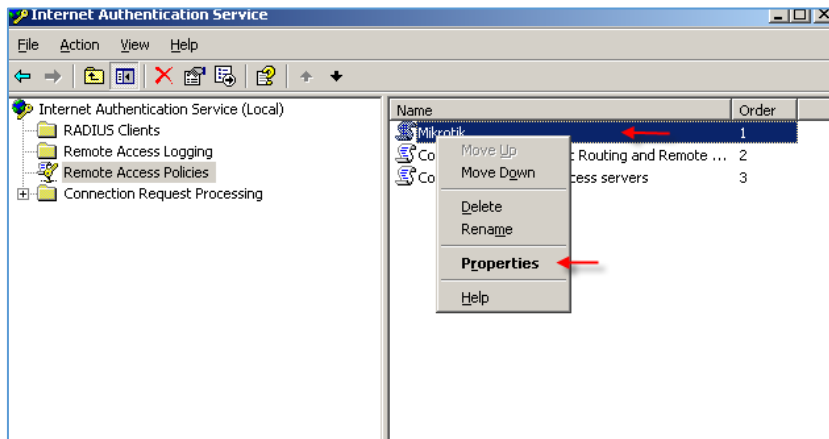 Internet Authentication Service
File Action View Help
Internet Authentication Service (Local)
RADIUS Clients
Remote Access Logging
Remote Access Policies
Connection Request Processing
Name Order
Mikrotik 1
Co t Routing and Remote ... 2
Co cess servers 3
Move Up
Move Down
Delete
Rename
Properties
Help